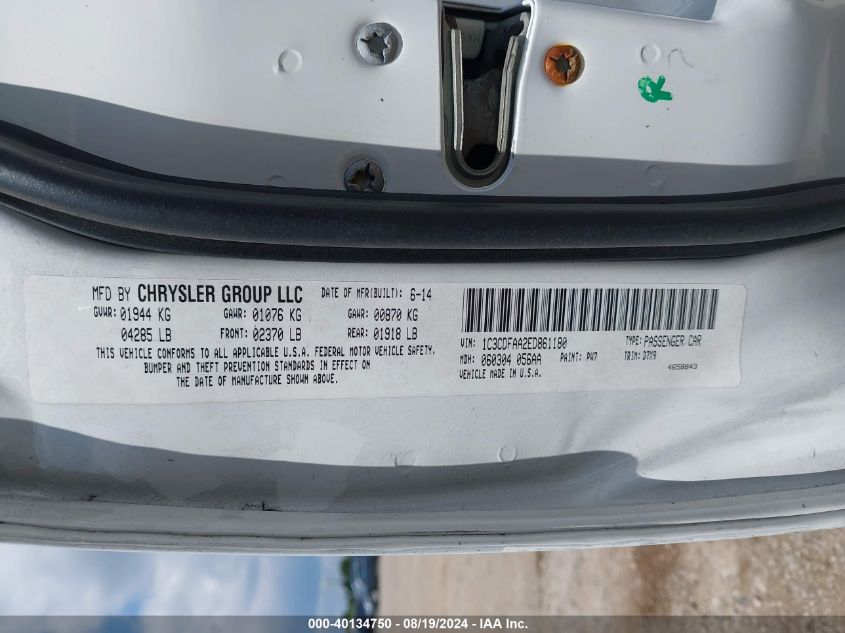 MFD BY CHRYSLER GROUP LLC DATE OF MFR(BUILT): 6-14
GVWR: 01944 KG GAWR: 01076 KG GAWR: 00870 KG
04285 LB FRONT: 02370 LB REAR: 01918 LB
THIS VEHICLE CONFORMS TO ALL APPLICABLE U.S.A. FEDERAL MOTOR VEHICLE SAFETY,
BUMPER AND THEFT PREVENTION STANDARDS IN EFFECT ON
THE DATE OF MANUFACTURE SHOWN ABOVE.
VIN: 1C3CDFAA2ED861180 TYPE: PASSENGER CAR
MDH: 060304 056AA PAINT: PW7 TRIM: D7X9
VEHICLE MADE IN U.S.A. 4658843
000-40134750 - 08/19/2024 - IAA Inc.